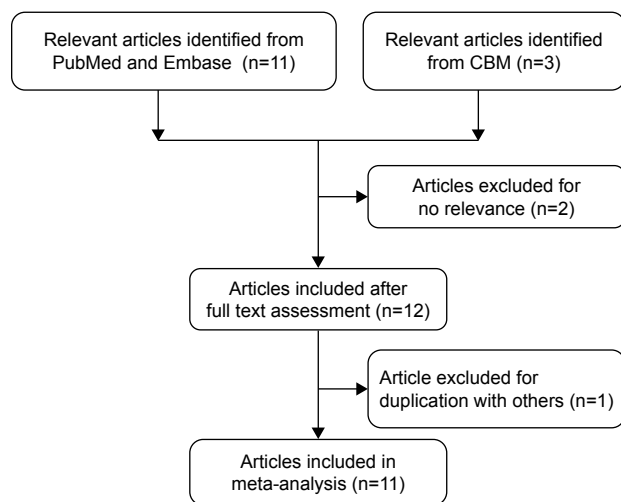 Relevant articles identified from
PubMed and Embase (n=11)
Relevant articles identified
from CBM (n=3)
Articles excluded for
no relevance (n=2)
Articles included after
full text assessment (n=12)
Article excluded for
duplication with others (n=1)
Articles included in
meta-analysis (n=11)